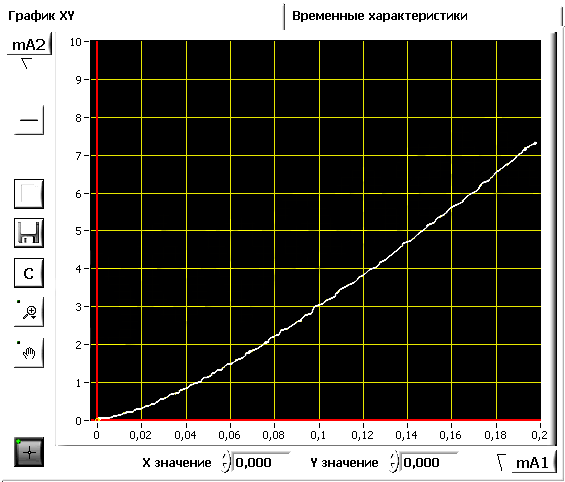 График XY
Временные характеристики
mA2
10
9
8
7
6
5
4
3
2
1
0
0 0,02 0,04 0,06 0,08 0,1 0,12 0,14 0,16 0,18 0,2
C
X значение 0,000 Y значение 0,000 mA1